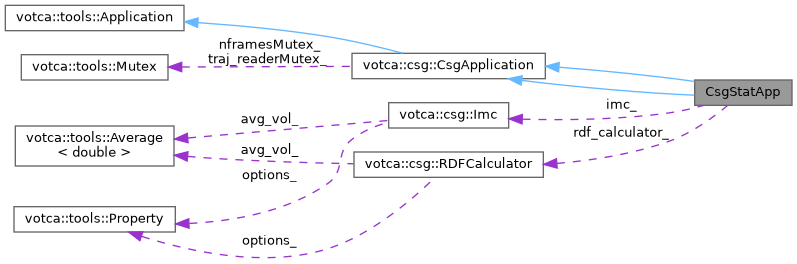 votca::tools::Application
nframesMutex_
traj_readerMutex_
votca::tools::Mutex
votca::csg::CsgApplication
CsgStatApp
imc_
votca::csg::Imc
avg_vol_
rdf_calculator_
votca::tools::Average
< double >
avg_vol_
votca::csg::RDFCalculator
options_
votca::tools::Property
options_